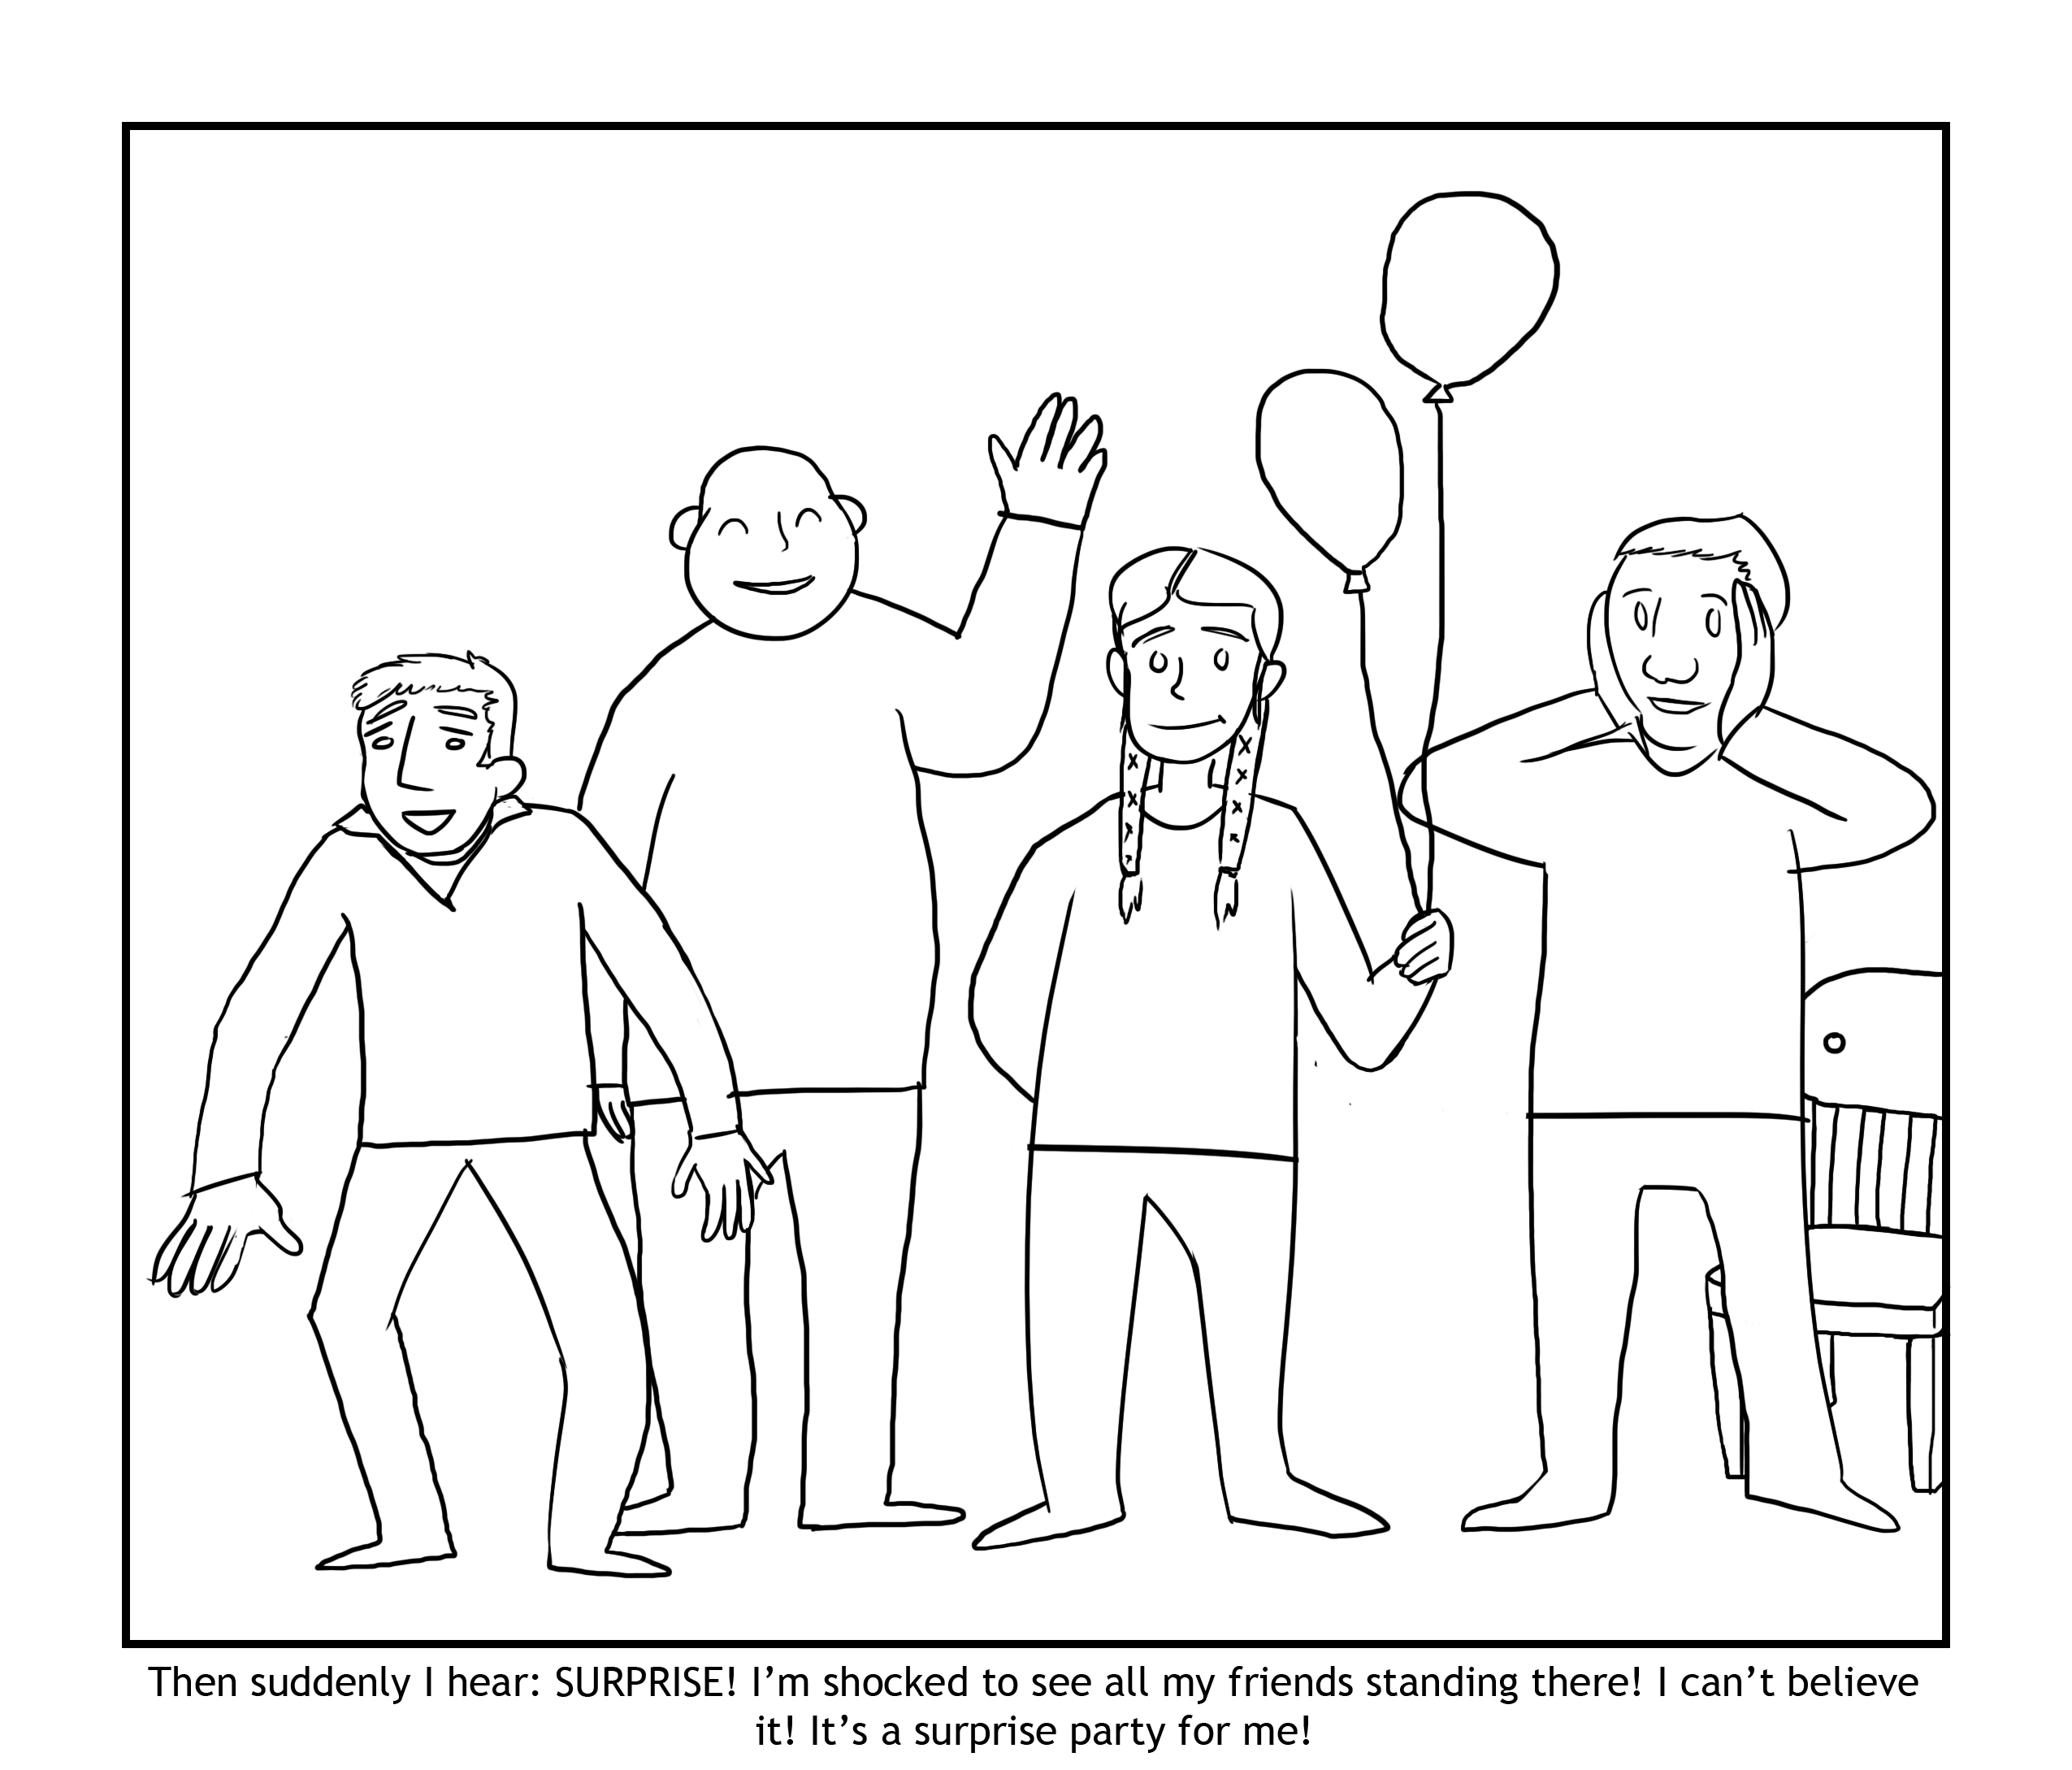 Then suddenly I hear: SURPRISE! I’m shocked to see all my friends standing there! I can’t believe
it! It’s a surprise party for me!